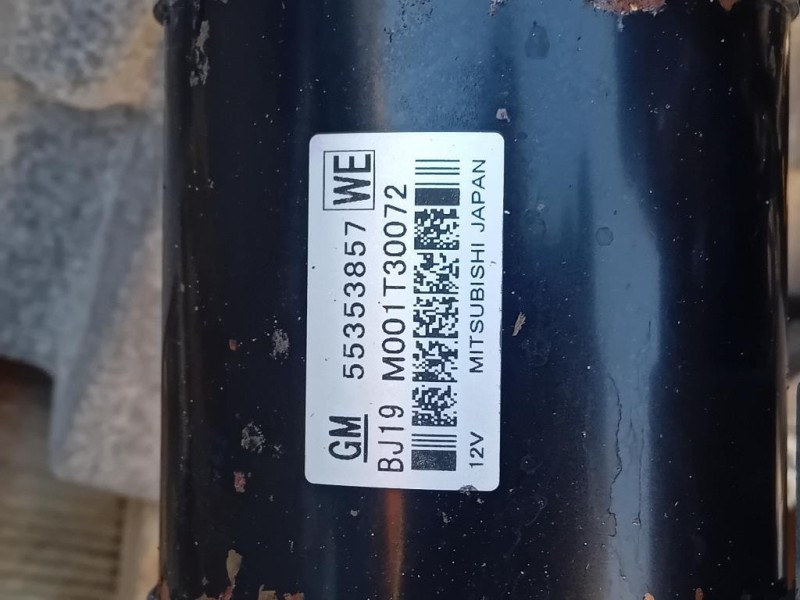 GM 55353857 WE
BJ19 M001T30072
12V MITSUBISHI JAPAN